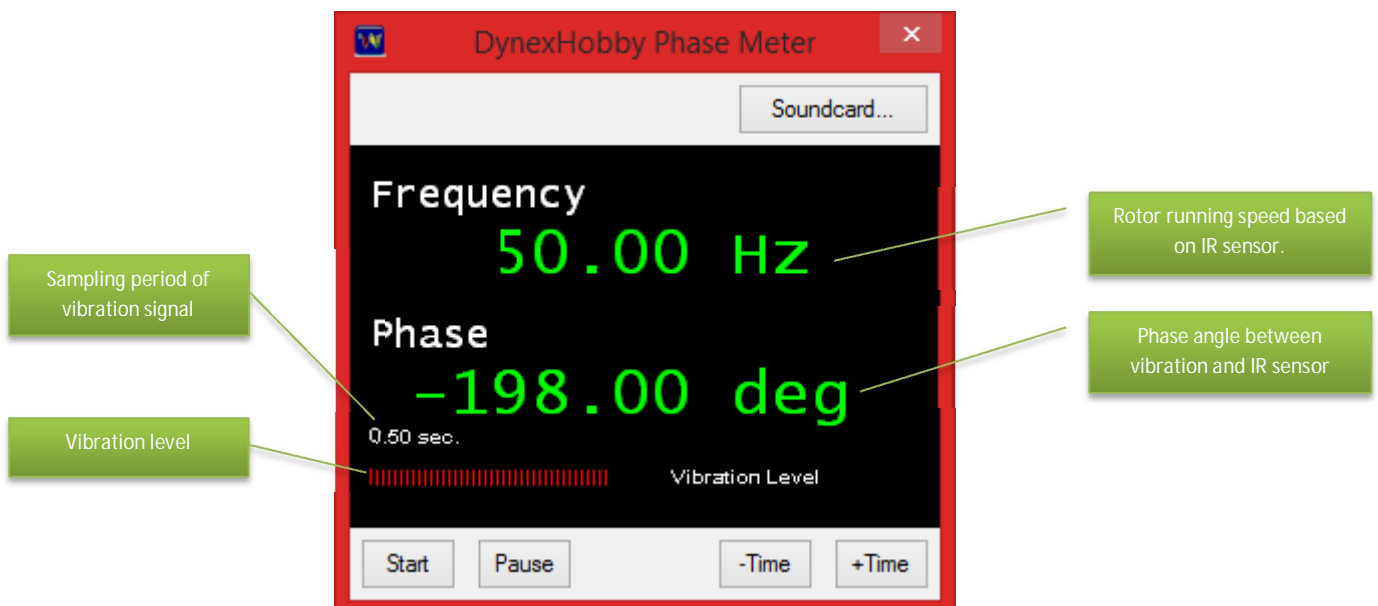 DynexHobby Phase Meter
Soundcard...
Frequency
50.00 Hz
Rotor running speed based
on IR sensor.
Sampling period of
vibration signal
Phase
-198.00 deg
Phase angle between
vibration and IR sensor
0.50 sec.
Vibration level
Vibration Level
Start
Pause
-Time
+Time